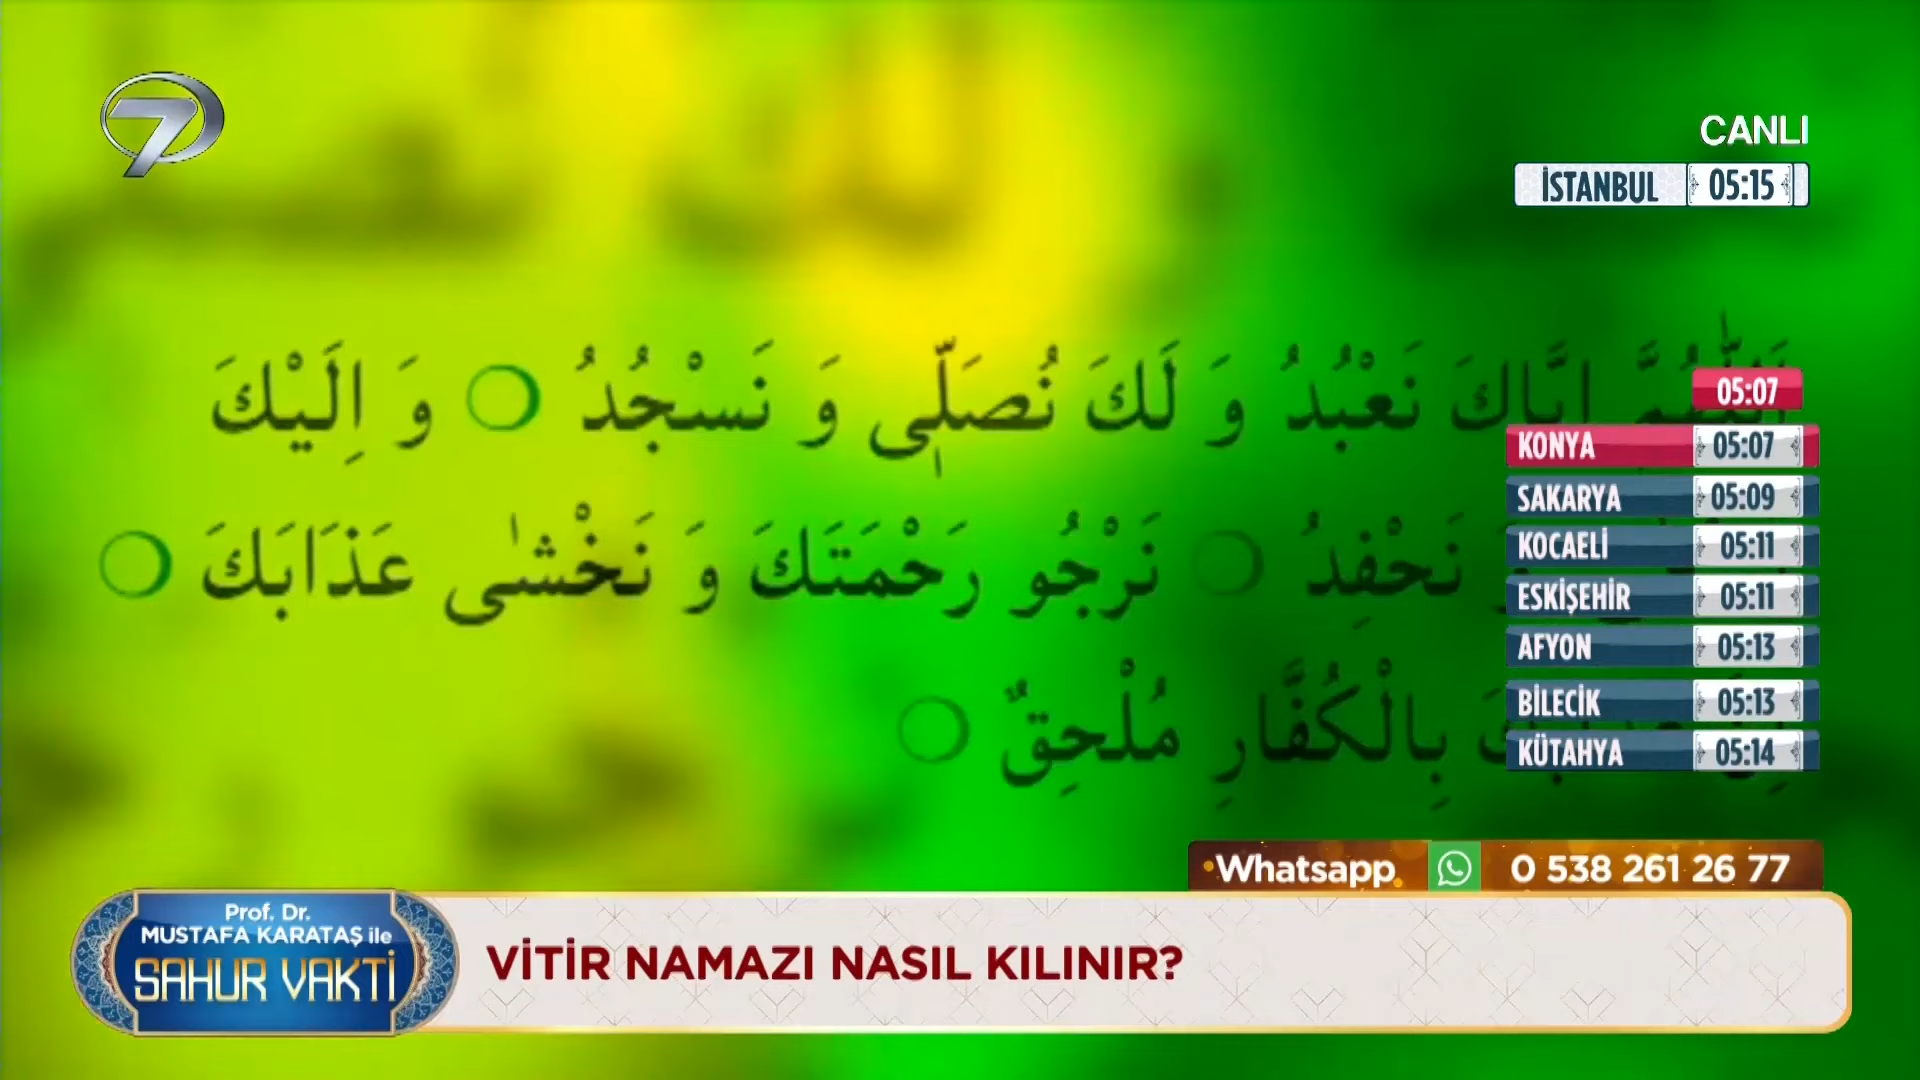 7
CANLI
İSTANBUL 05:15
إِيَّاكَ نَعْبُدُ وَ لَكَ نُصَلِّى وَ نَسْجُدُ ○ وَ اِلَيْكَ
نَحْفِدُ ○ نَرْجُو رَحْمَتَكَ وَ نَخْشٰى عَذَابَكَ ○
بِالْكُفَّارِ مُلْحِقٌ ○
05:07
KONYA 05:07
SAKARYA 05:09
KOCAELİ 05:11
ESKİŞEHİR 05:11
AFYON 05:13
BİLECİK 05:13
KÜTAHYA 05:14
Whatsapp 0 538 261 26 77
Prof. Dr.
MUSTAFA KARATAŞ ile
SAHUR VAKTİ
VİTİR NAMAZI NASIL KILINIR?